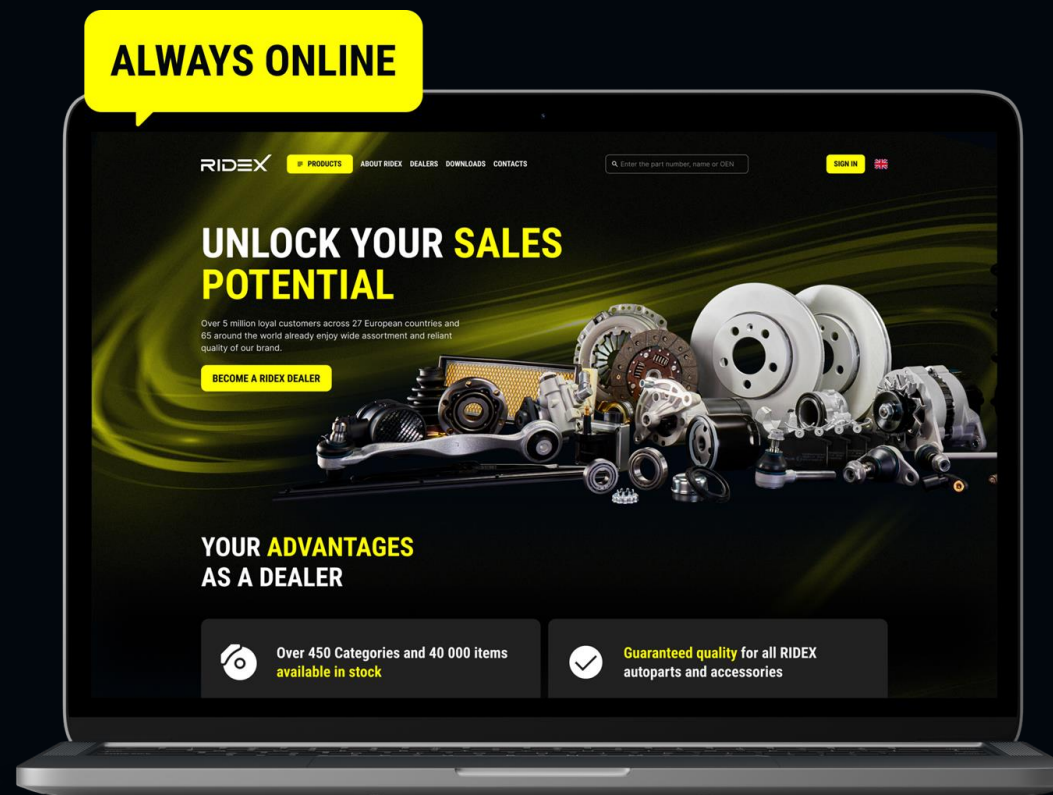 ALWAYS ONLINE
RIDEX
PRODUCTS
ABOUT RIDEX
DEALERS
DOWNLOADS
CONTACTS
Enter the part number, name or OEN
SIGN IN
UNLOCK YOUR SALES
POTENTIAL
Over 5 million loyal customers across 27 European countries and
65 around the world already enjoy wide assortment and reliant
quality of our brand.
BECOME A RIDEX DEALER
YOUR ADVANTAGES
AS A DEALER
Over 450 Categories and 40 000 items
available in stock
Guaranteed quality for all RIDEX
autoparts and accessories